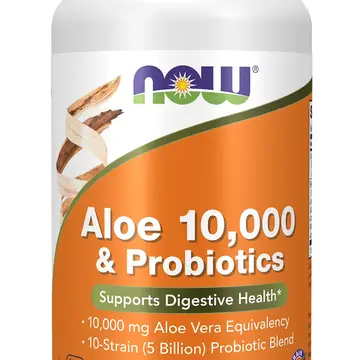 now®
Aloe 10,000
& Probiotics
Supports Digestive Health*
• 10,000 mg Aloe Vera Equivalency
• 10-Strain (5 Billion) Probiotic Blend